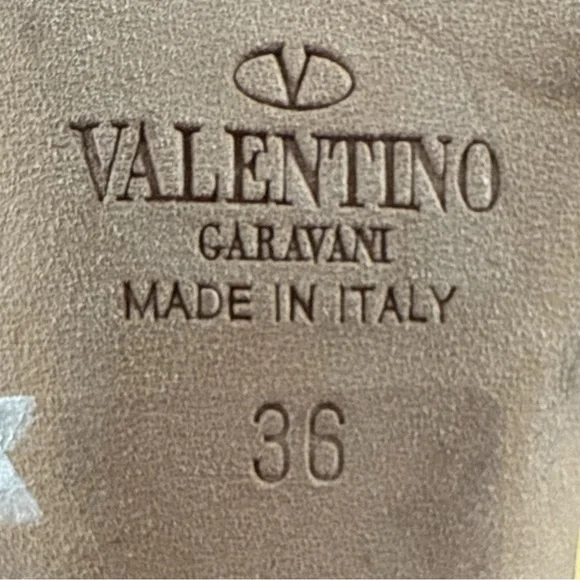 V
VALENTINO
GARAVANI
MADE IN ITALY
36